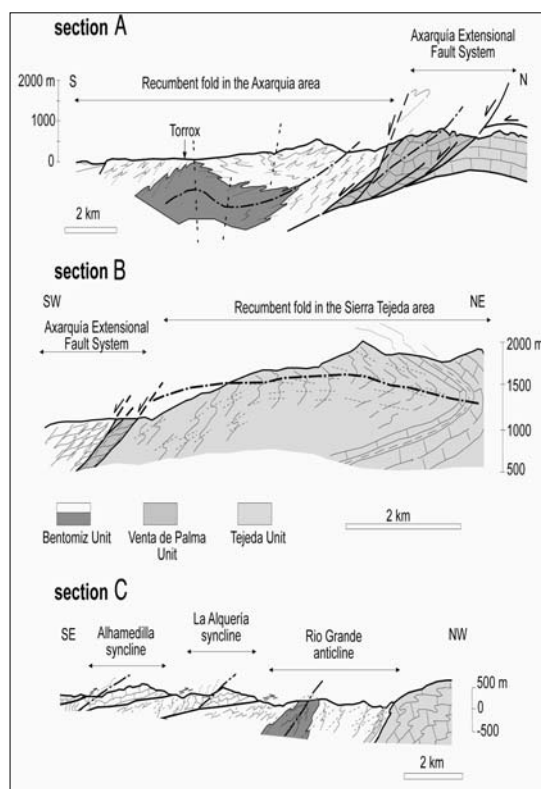 section A
Axarquía Extensional
Fault System
S
Recumbent fold in the Axarquia area
N
2000 m
1000
0
Torrox
2 km
section B
SW
NE
Axarquía Extensional
Fault System
Recumbent fold in the Sierra Tejeda area
2000 m
1500
1000
500
Bentomiz Unit
Venta de Palma
Unit
Tejeda Unit
2 km
section C
SE
Alhamedilla
syncline
La Alquería
syncline
Rio Grande
anticline
NW
500 m
0
-500
2 km